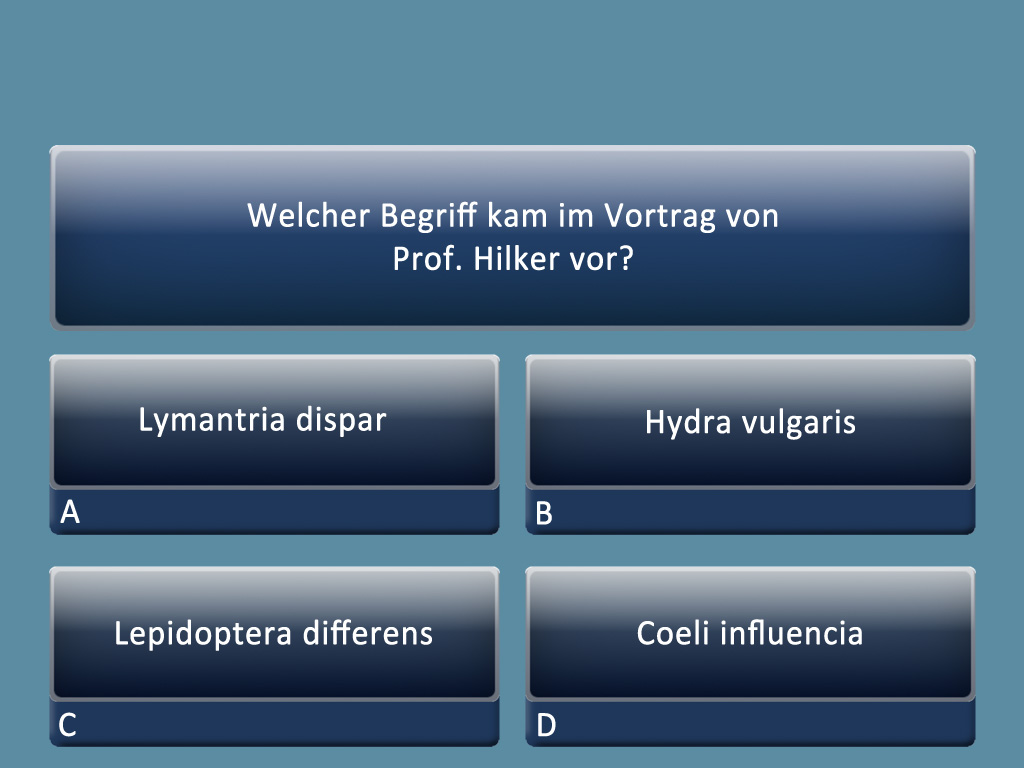 Welcher Begriff kam im Vortrag von
Prof. Hilker vor?
Lymantria dispar
A
Hydra vulgaris
B
Lepidoptera differens
C
Coeli influencia
D